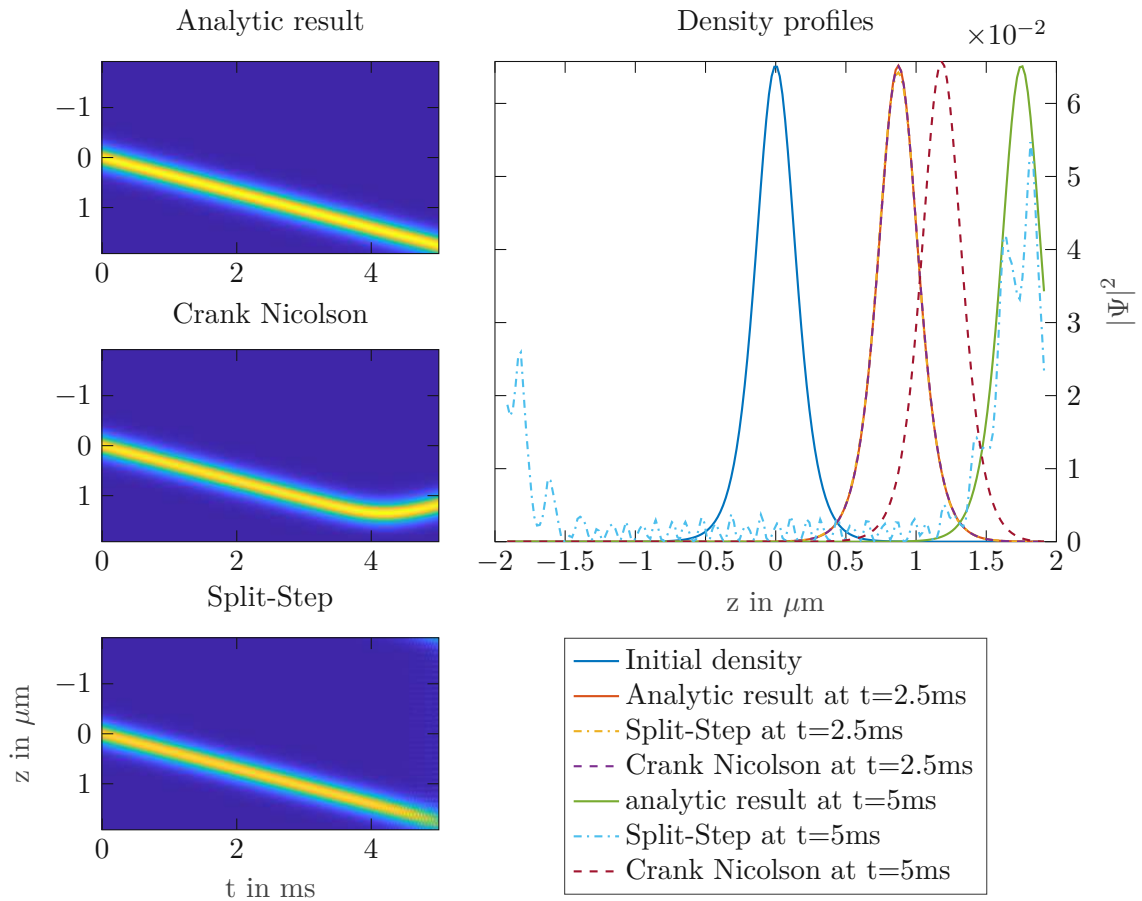 Analytic result
−1
0
1
0 2 4
Crank Nicolson
−1
0
1
0 2 4
Split-Step
−1
0
1
0 2 4
z in μm
t in ms
Density profiles
×10−2
6
5
4
3
2
1
0
|Ψ|2
−2 −1.5 −1 −0.5 0 0.5 1 1.5 2
z in μm
Initial density
Analytic result at t=2.5ms
Split-Step at t=2.5ms
Crank Nicolson at t=2.5ms
analytic result at t=5ms
Split-Step at t=5ms
Crank Nicolson at t=5ms